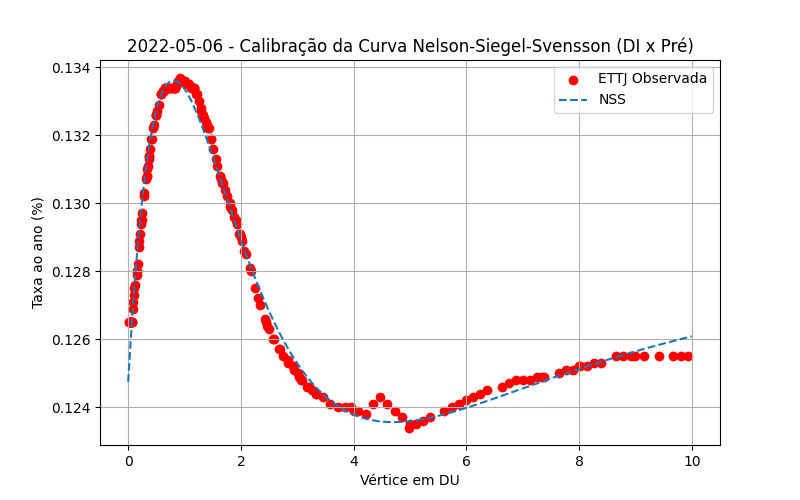 2022-05-06 - Calibração da Curva Nelson-Siegel-Svensson (DI x Pré)
ETTJ Observada
NSS
Taxa ao ano (%)
0.134
0.132
0.130
0.128
0.126
0.124
0 2 4 6 8 10
Vértice em DU